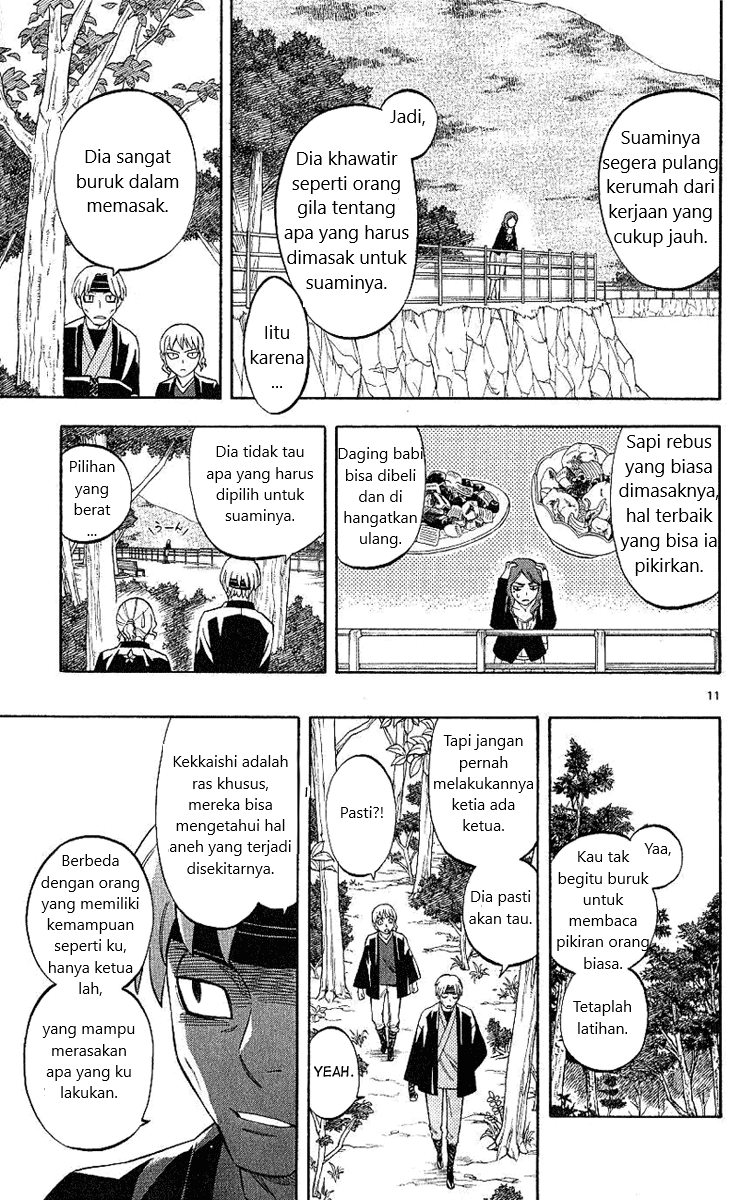 Suaminya
segera pulang
kerumah dari
kerjaan yang
cukup jauh.
Jadi,
Dia khawatir
seperti orang
gila tentang
apa yang harus
dimasak untuk
suaminya.
Iitu
karena
...
Dia sangat
buruk dalam
memasak.
Sapi rebus
yang biasa
dimasaknya,
hal terbaik
yang bisa ia
pikirkan.
Daging babi
bisa dibeli
dan di
hangatkan
ulang.
Dia tidak tau
apa yang harus
dipilih untuk
suaminya.
Pilihan
yang
berat
...
うーん
11
Yaa,
Kau tak
begitu buruk
untuk
membaca
pikiran orang
biasa.
Tetaplah
latihan.
Tapi jangan
pernah
melakukannya
ketia ada
ketua.
Dia pasti
akan tau.
Pasti?!
YEAH.
Kekkaishi adalah
ras khusus,
mereka bisa
mengetahui hal
aneh yang terjadi
disekitarnya.
Berbeda
dengan orang
yang memiliki
kemampuan
seperti ku,
hanya ketua
lah,
yang mampu
merasakan
apa yang ku
lakukan.